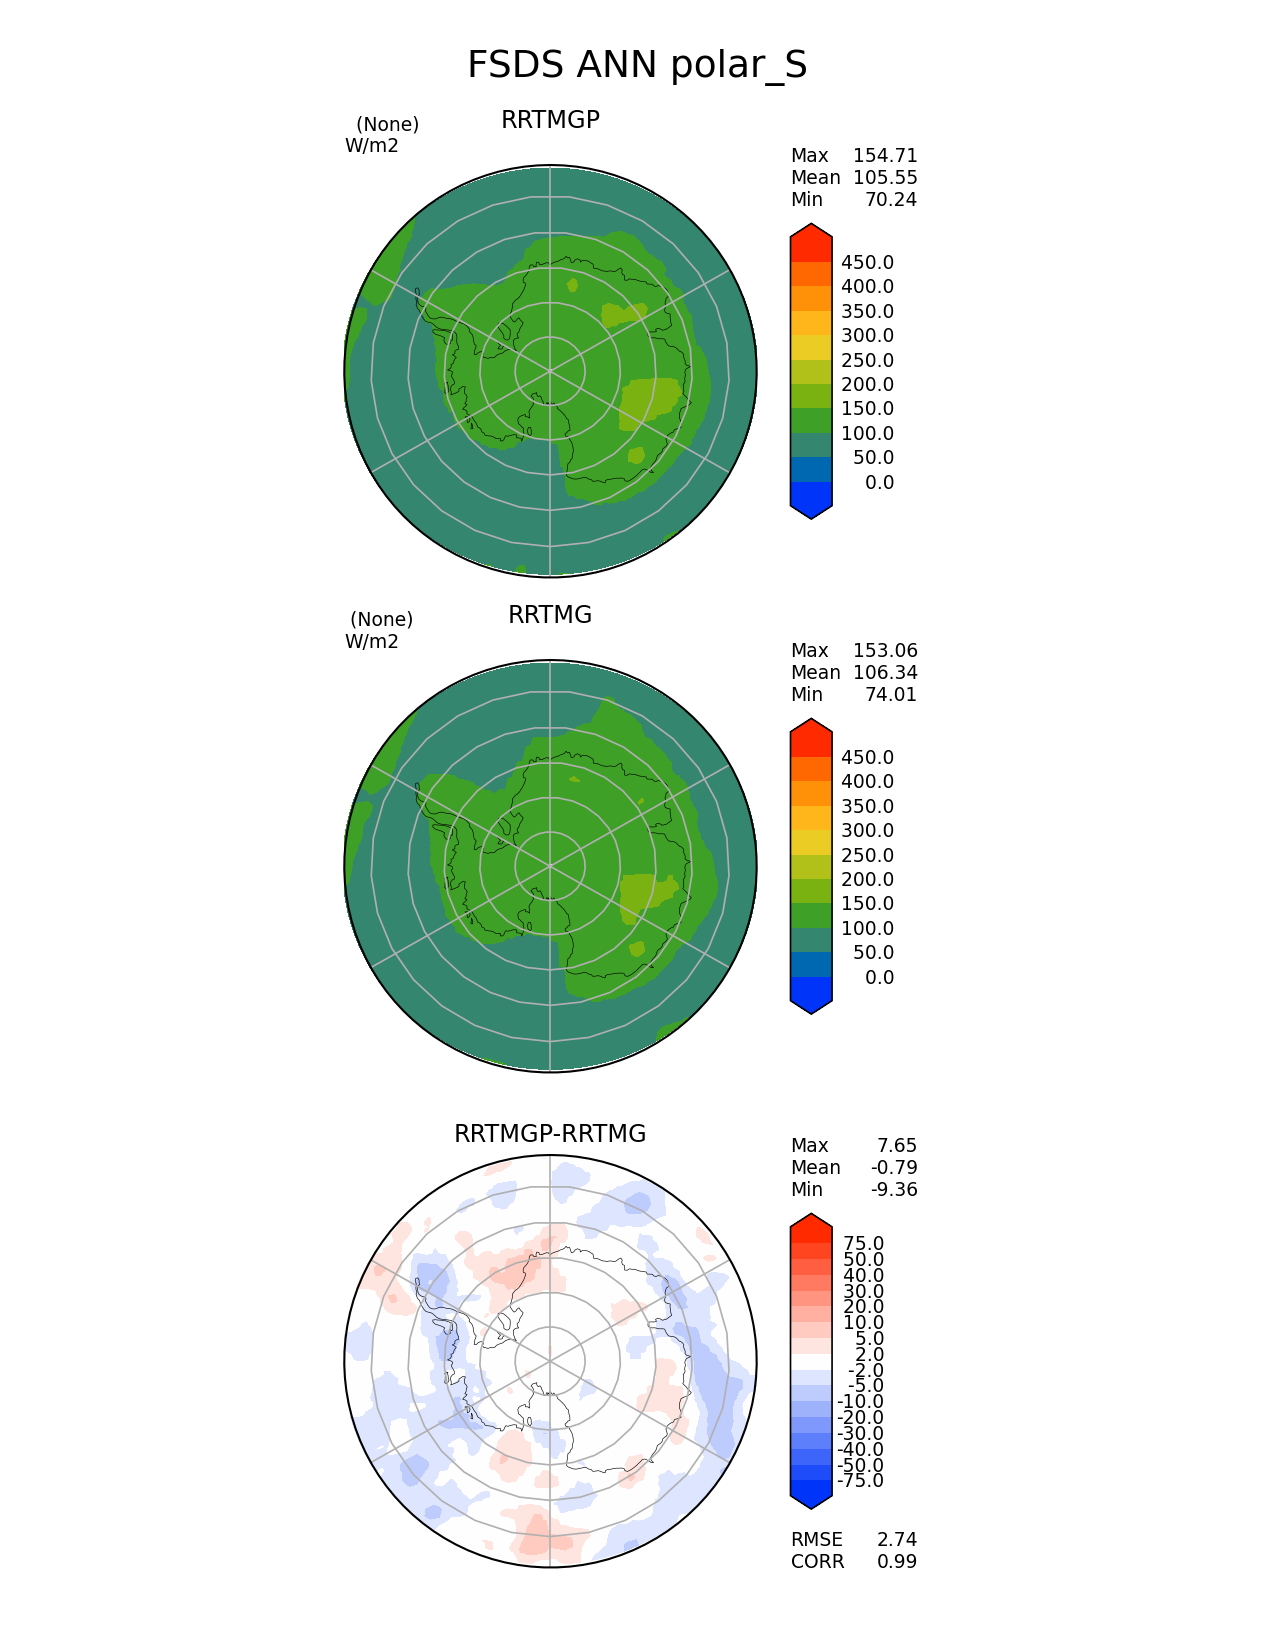 FSDS ANN polar_S
RRTMGP
(None)
W/m2
Max 154.71
Mean 105.55
Min 70.24
450.0
400.0
350.0
300.0
250.0
200.0
150.0
100.0
50.0
0.0
RRTMG
(None)
W/m2
Max 153.06
Mean 106.34
Min 74.01
450.0
400.0
350.0
300.0
250.0
200.0
150.0
100.0
50.0
0.0
RRTMGP-RRTMG
Max 7.65
Mean -0.79
Min -9.36
75.0
50.0
40.0
30.0
20.0
10.0
5.0
2.0
-2.0
-5.0
-10.0
-20.0
-30.0
-40.0
-50.0
-75.0
RMSE 2.74
CORR 0.99